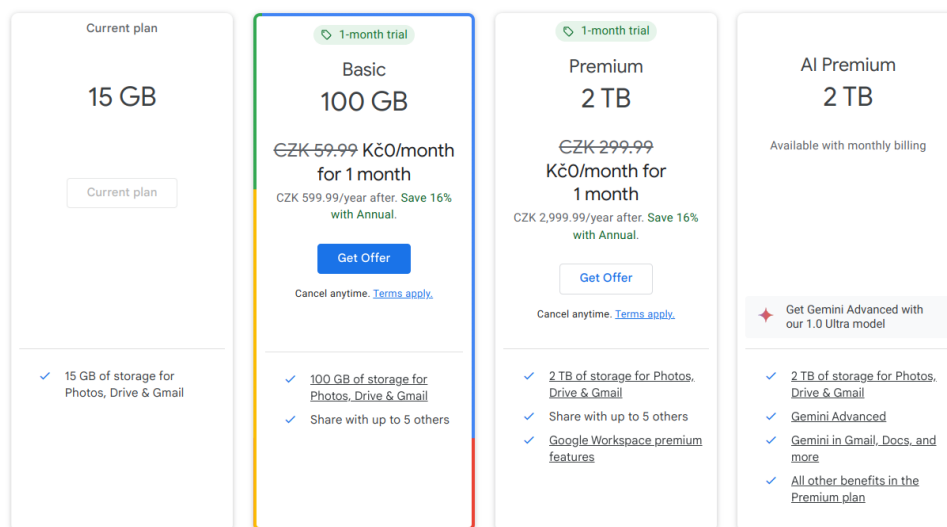 Current plan
15 GB
Current plan
15 GB of storage for
Photos, Drive & Gmail
1-month trial
Basic
100 GB
CZK 59.99 Kč0/month
for 1 month
CZK 599.99/year after. Save 16%
with Annual.
Get Offer
Cancel anytime. Terms apply.
100 GB of storage for
Photos, Drive & Gmail
Share with up to 5 others
1-month trial
Premium
2 TB
CZK 299.99
Kč0/month for
1 month
CZK 2,999.99/year after. Save 16%
with Annual.
Get Offer
Cancel anytime. Terms apply.
2 TB of storage for Photos,
Drive & Gmail
Share with up to 5 others
Google Workspace premium
features
AI Premium
2 TB
Available with monthly billing
Get Gemini Advanced with
our 1.0 Ultra model
2 TB of storage for Photos,
Drive & Gmail
Gemini Advanced
Gemini in Gmail, Docs, and
more
All other benefits in the
Premium plan